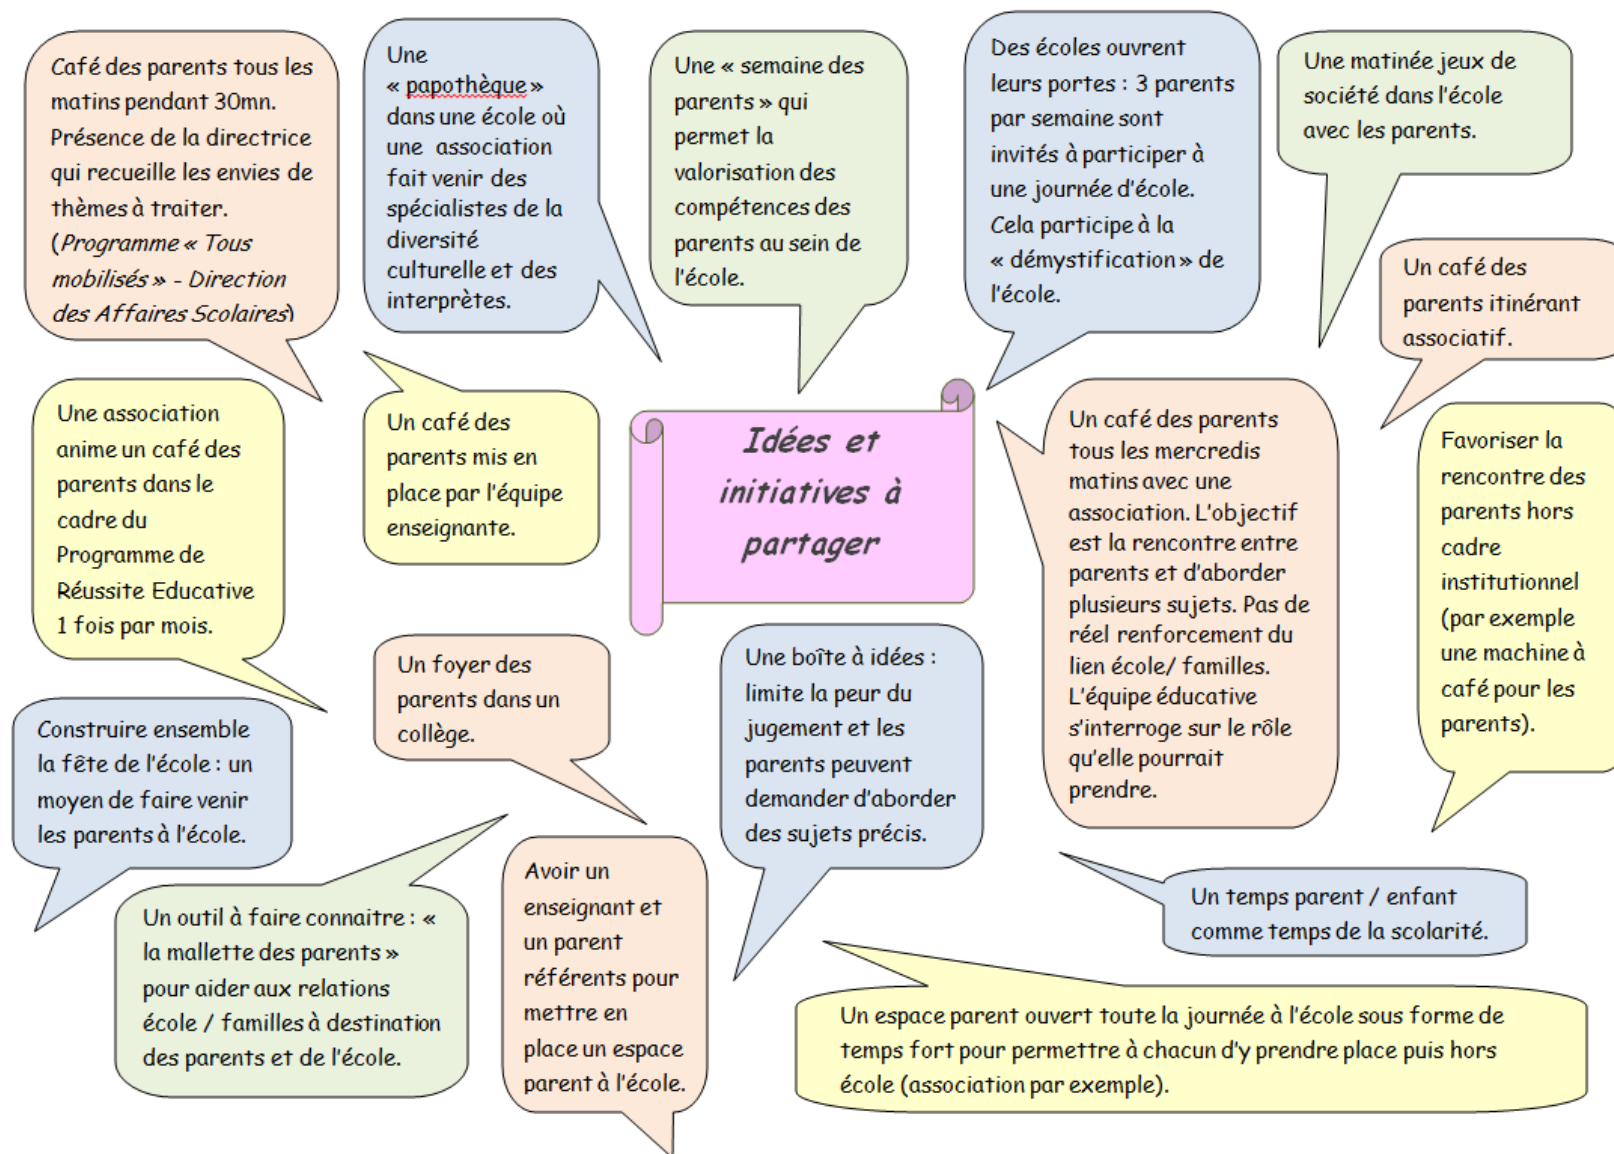 Café des parents tous les
matins pendant 30mn.
Présence de la directrice
qui recueille les envies de
thèmes à traiter.
(Programme « Tous
mobilisés » - Direction
des Affaires Scolaires)
Une
« papothèque »
dans une école où
une association
fait venir des
spécialistes de la
diversité
culturelle et des
interprètes.
Une « semaine des
parents » qui
permet la
valorisation des
compétences des
parents au sein de
l'école.
Des écoles ouvrent
leurs portes : 3 parents
par semaine sont
invités à participer à
une journée d'école.
Cela participe à la
« démystification » de
l'école.
Une matinée jeux de
société dans l'école
avec les parents.
Un café des
parents itinérant
associatif.
Une association
anime un café des
parents dans le
cadre du
Programme de
Réussite Educative
1 fois par mois.
Un café des
parents mis en
place par l'équipe
enseignante.
Idées et
initiatives à
partager
Un café des parents
tous les mercredis
matins avec une
association. L'objectif
est la rencontre entre
parents et d'aborder
plusieurs sujets. Pas de
réel renforcement du
lien école/ familles.
L'équipe éducative
s'interroge sur le rôle
qu'elle pourrait
prendre.
Favoriser la
rencontre des
parents hors
cadre
institutionnel
(par exemple
une machine à
café pour les
parents).
Un foyer des
parents dans un
collège.
Une boîte à idées :
limite la peur du
jugement et les
parents peuvent
demander d'aborder
des sujets précis.
Construire ensemble
la fête de l'école : un
moyen de faire venir
les parents à l'école.
Un outil à faire connaitre : «
la mallette des parents »
pour aider aux relations
école / familles à destination
des parents et de l'école.
Avoir un
enseignant et
un parent
référents pour
mettre en
place un espace
parent à l'école.
Un temps parent / enfant
comme temps de la scolarité.
Un espace parent ouvert toute la journée à l'école sous forme de
temps fort pour permettre à chacun d'y prendre place puis hors
école (association par exemple).